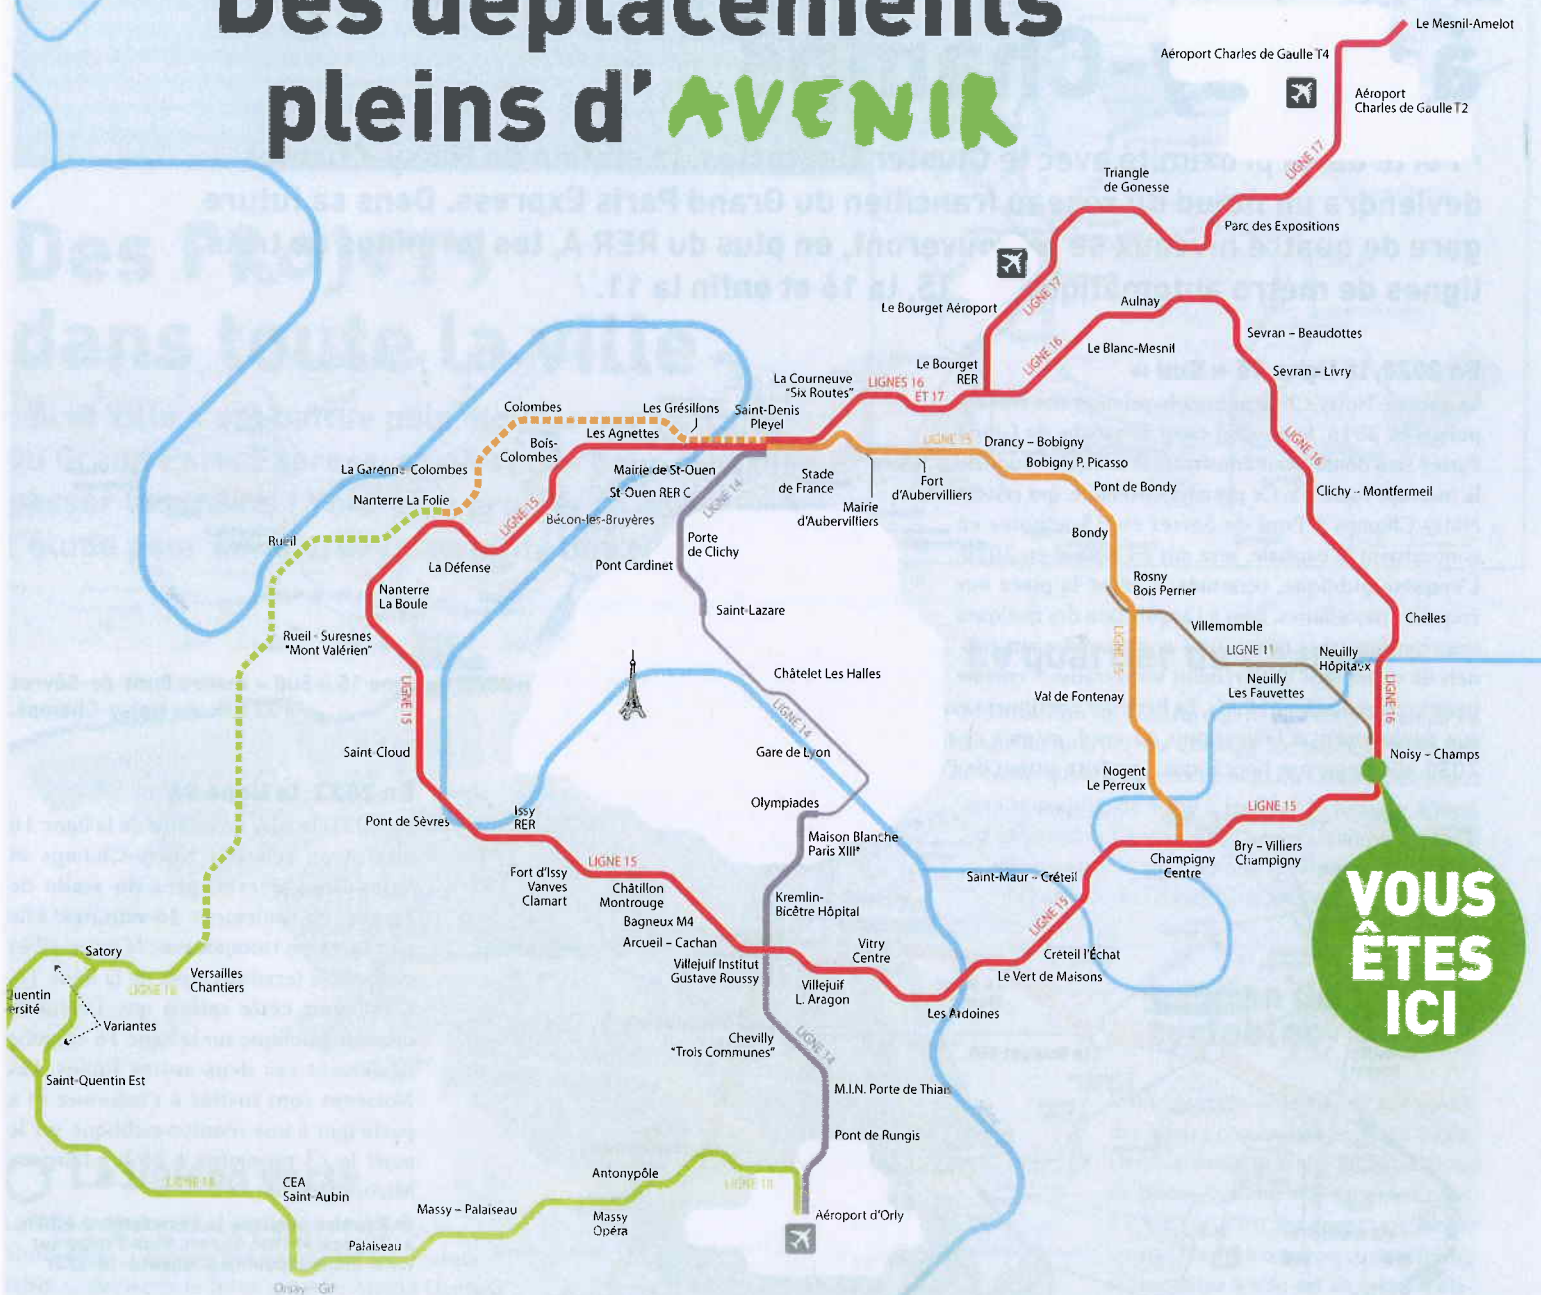 Des déplacements
pleins d' AVENIR
Le Mesnil-Amelot
Aéroport Charles de Gaulle T4
Aéroport
Charles de Gaulle T2
LIGNE 17
Triangle
de Gonesse
Parc des Expositions
LIGNE 17
Le Bourget Aéroport
Aulnay
Sevran – Beaudottes
Le Blanc-Mesnil
LIGNE 16
Le Bourget
RER
Sevran – Livry
La Courneuve
"Six Routes"
LIGNES 16
ET 17
Colombes
Les Grésillons
Saint-Denis
Pleyel
Les Agnettes
Bois-
Colombes
LIGNE 15
Drancy – Bobigny
LIGNE 16
La Garenne Colombes
Mairie de St-Ouen
Stade
de France
Bobigny P. Picasso
Nanterre La Folie
St-Ouen RER C
Fort
d'Aubervilliers
Pont de Bondy
Clichy – Montfermeil
LIGNE 14
Mairie
d'Aubervilliers
LIGNE 15
Bécon-les-Bruyères
Bondy
Rueil
Porte
de Clichy
Pont Cardinet
La Défense
Nanterre
La Boule
Rosny
Bois Perrier
Saint-Lazare
Chelles
Villemomble
Rueil - Suresnes
"Mont Valérien"
LIGNE 15
LIGNE 11
Neuilly
Hôpitaux
Châtelet Les Halles
Neuilly
Les Fauvettes
LIGNE 15
Val de Fontenay
LIGNE 16
LIGNE 14
Saint-Cloud
Gare de Lyon
Noisy – Champs
Nogent
Le Perreux
Pont de Sèvres
Issy
RER
Olympiades
LIGNE 15
Maison Blanche
Paris XIIIe
Bry – Villiers
Champigny
Champigny
Centre
LIGNE 15
Fort d'Issy
Vanves
Clamart
Châtillon
Montrouge
Saint-Maur – Créteil
Kremlin-
Bicêtre Hôpital
Bagneux M4
LIGNE 15
Arcueil – Cachan
Vitry
Centre
Créteil l'Échat
Villejuif Institut
Gustave Roussy
Le Vert de Maisons
Villejuif
L. Aragon
Les Ardoines
VOUS
ÊTES
ICI
Satory
Versailles
Chantiers
LIGNE 18
Quentin
ersité
Variantes
Chevilly
"Trois Communes"
LIGNE 14
Saint-Quentin Est
M.I.N. Porte de Thiais
Pont de Rungis
LIGNE 18
CEA
Saint-Aubin
Antonypôle
LIGNE 18
Massy – Palaiseau
Massy
Opéra
Aéroport d'Orly
Palaiseau
Orsay Gif